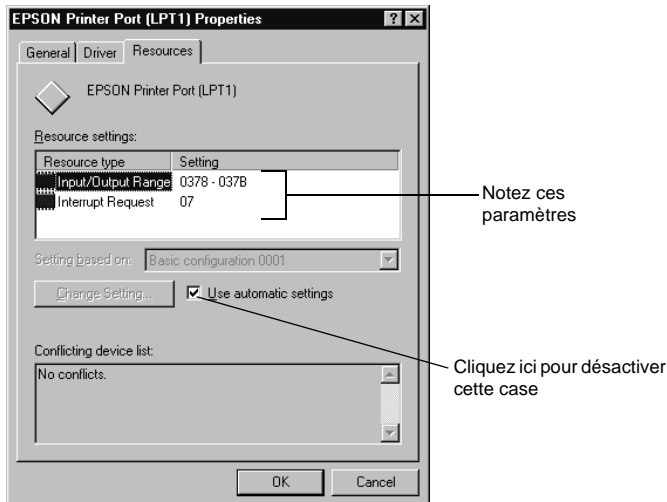 EPSON Printer Port (LPT1) Properties
General Driver Resources
EPSON Printer Port (LPT1)
Resource settings:
Resource type Setting
Input/Output Range 0378 - 037B
Interrupt Request 07
Notez ces
paramètres
Setting based on: Basic configuration 0001
Change Setting... Use automatic settings
Conflicting device list:
No conflicts.
Cliquez ici pour désactiver
cette case
OK Cancel